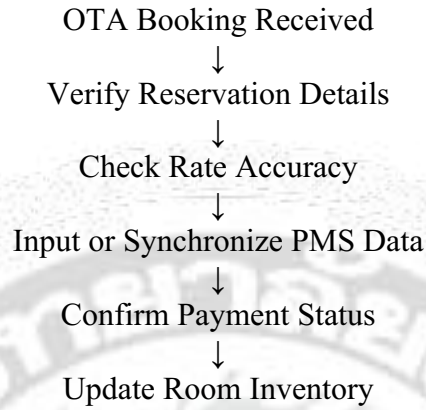 OTA Booking Received
↓
Verify Reservation Details
↓
Check Rate Accuracy
↓
Input or Synchronize PMS Data
↓
Confirm Payment Status
↓
Update Room Inventory